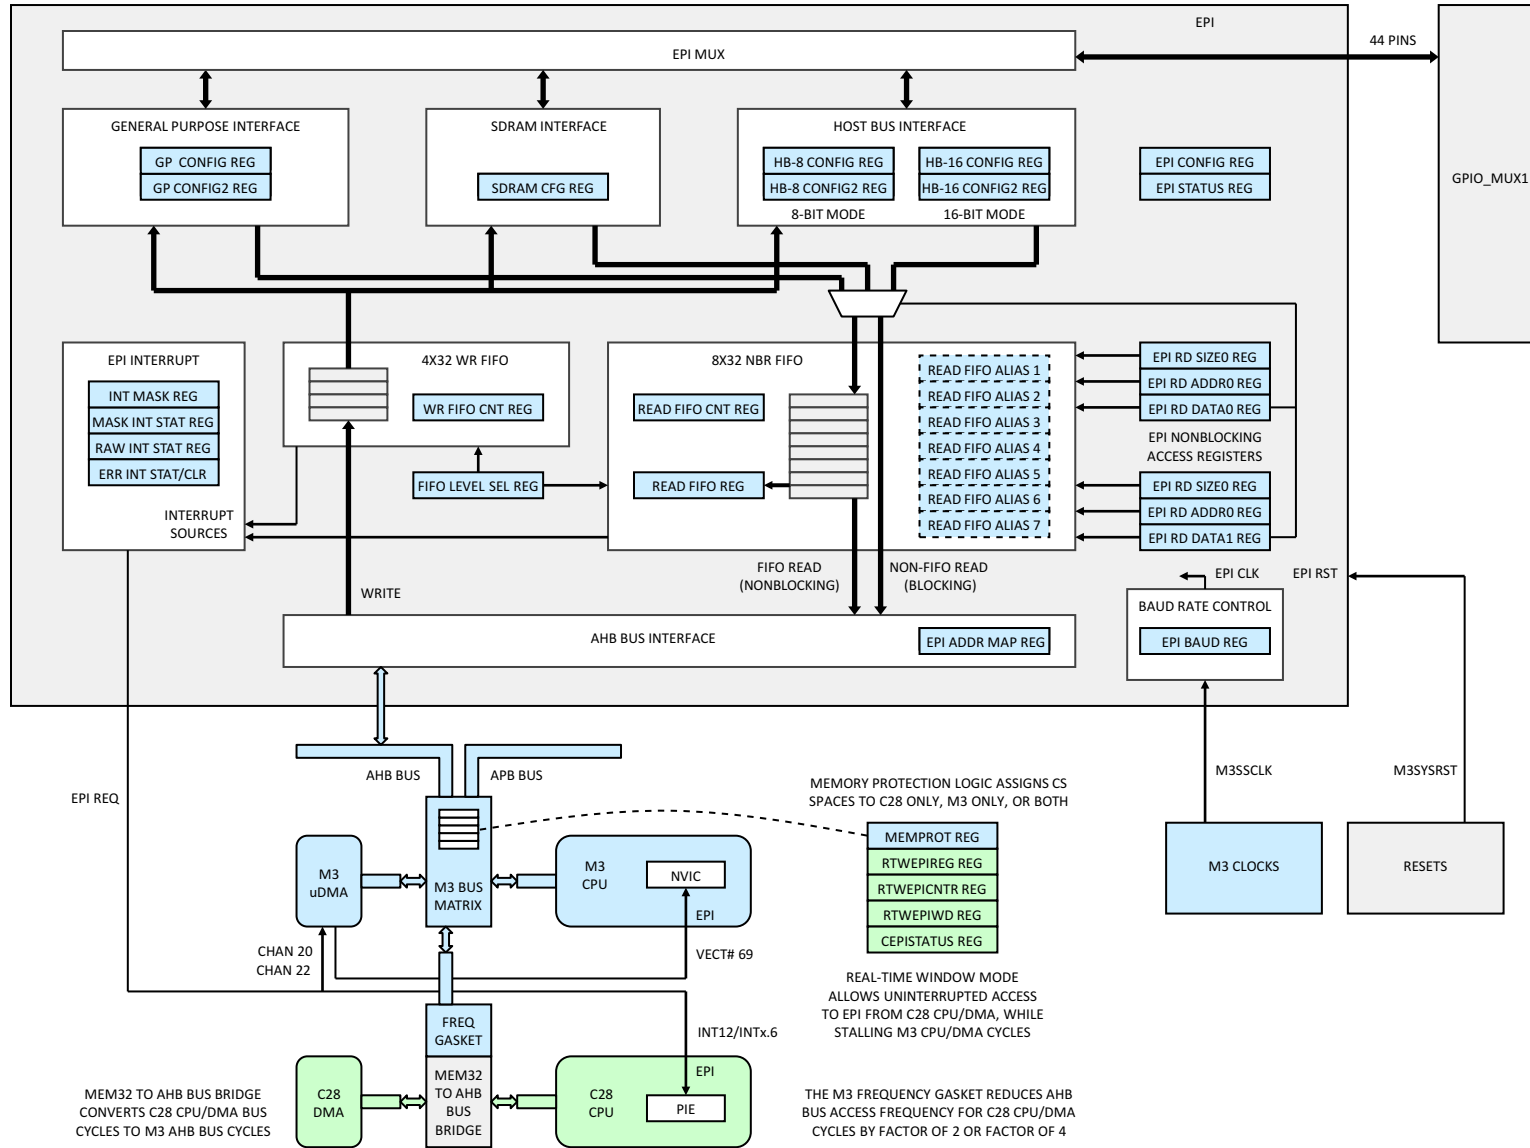 EPI
44 PINS
EPI MUX
GPIO_MUX1
GENERAL PURPOSE INTERFACE
GP CONFIG REG
GP CONFIG2 REG
SDRAM INTERFACE
SDRAM CFG REG
HOST BUS INTERFACE
HB-8 CONFIG REG
HB-8 CONFIG2 REG
8-BIT MODE
HB-16 CONFIG REG
HB-16 CONFIG2 REG
16-BIT MODE
EPI CONFIG REG
EPI STATUS REG
EPI INTERRUPT
INT MASK REG
MASK INT STAT REG
RAW INT STAT REG
ERR INT STAT/CLR
INTERRUPT
SOURCES
4X32 WR FIFO
WR FIFO CNT REG
FIFO LEVEL SEL REG
8X32 NBR FIFO
READ FIFO CNT REG
READ FIFO REG
READ FIFO ALIAS 1
READ FIFO ALIAS 2
READ FIFO ALIAS 3
READ FIFO ALIAS 4
READ FIFO ALIAS 5
READ FIFO ALIAS 6
READ FIFO ALIAS 7
EPI RD SIZE0 REG
EPI RD ADDR0 REG
EPI RD DATA0 REG
EPI NONBLOCKING
ACCESS REGISTERS
EPI RD SIZE0 REG
EPI RD ADDR0 REG
EPI RD DATA1 REG
WRITE
FIFO READ
(NONBLOCKING)
NON-FIFO READ
(BLOCKING)
EPI CLK
EPI RST
BAUD RATE CONTROL
EPI BAUD REG
AHB BUS INTERFACE
EPI ADDR MAP REG
AHB BUS
APB BUS
EPI REQ
M3SSCLK
M3SYSRST
MEMORY PROTECTION LOGIC ASSIGNS CS
SPACES TO C28 ONLY, M3 ONLY, OR BOTH
MEMPROT REG
RTWEPIREG REG
RTWEPICNTR REG
RTWEPIWD REG
CEPISTATUS REG
M3
uDMA
M3 BUS
MATRIX
M3
CPU
NVIC
EPI
M3 CLOCKS
RESETS
CHAN 20
CHAN 22
VECT# 69
REAL-TIME WINDOW MODE
ALLOWS UNINTERRUPTED ACCESS
TO EPI FROM C28 CPU/DMA, WHILE
STALLING M3 CPU/DMA CYCLES
FREQ
GASKET
INT12/INTx.6
MEM32 TO AHB BUS BRIDGE
CONVERTS C28 CPU/DMA BUS
CYCLES TO M3 AHB BUS CYCLES
C28
DMA
MEM32
TO AHB
BUS
BRIDGE
C28
CPU
EPI
PIE
THE M3 FREQUENCY GASKET REDUCES AHB
BUS ACCESS FREQUENCY FOR C28 CPU/DMA
CYCLES BY FACTOR OF 2 OR FACTOR OF 4